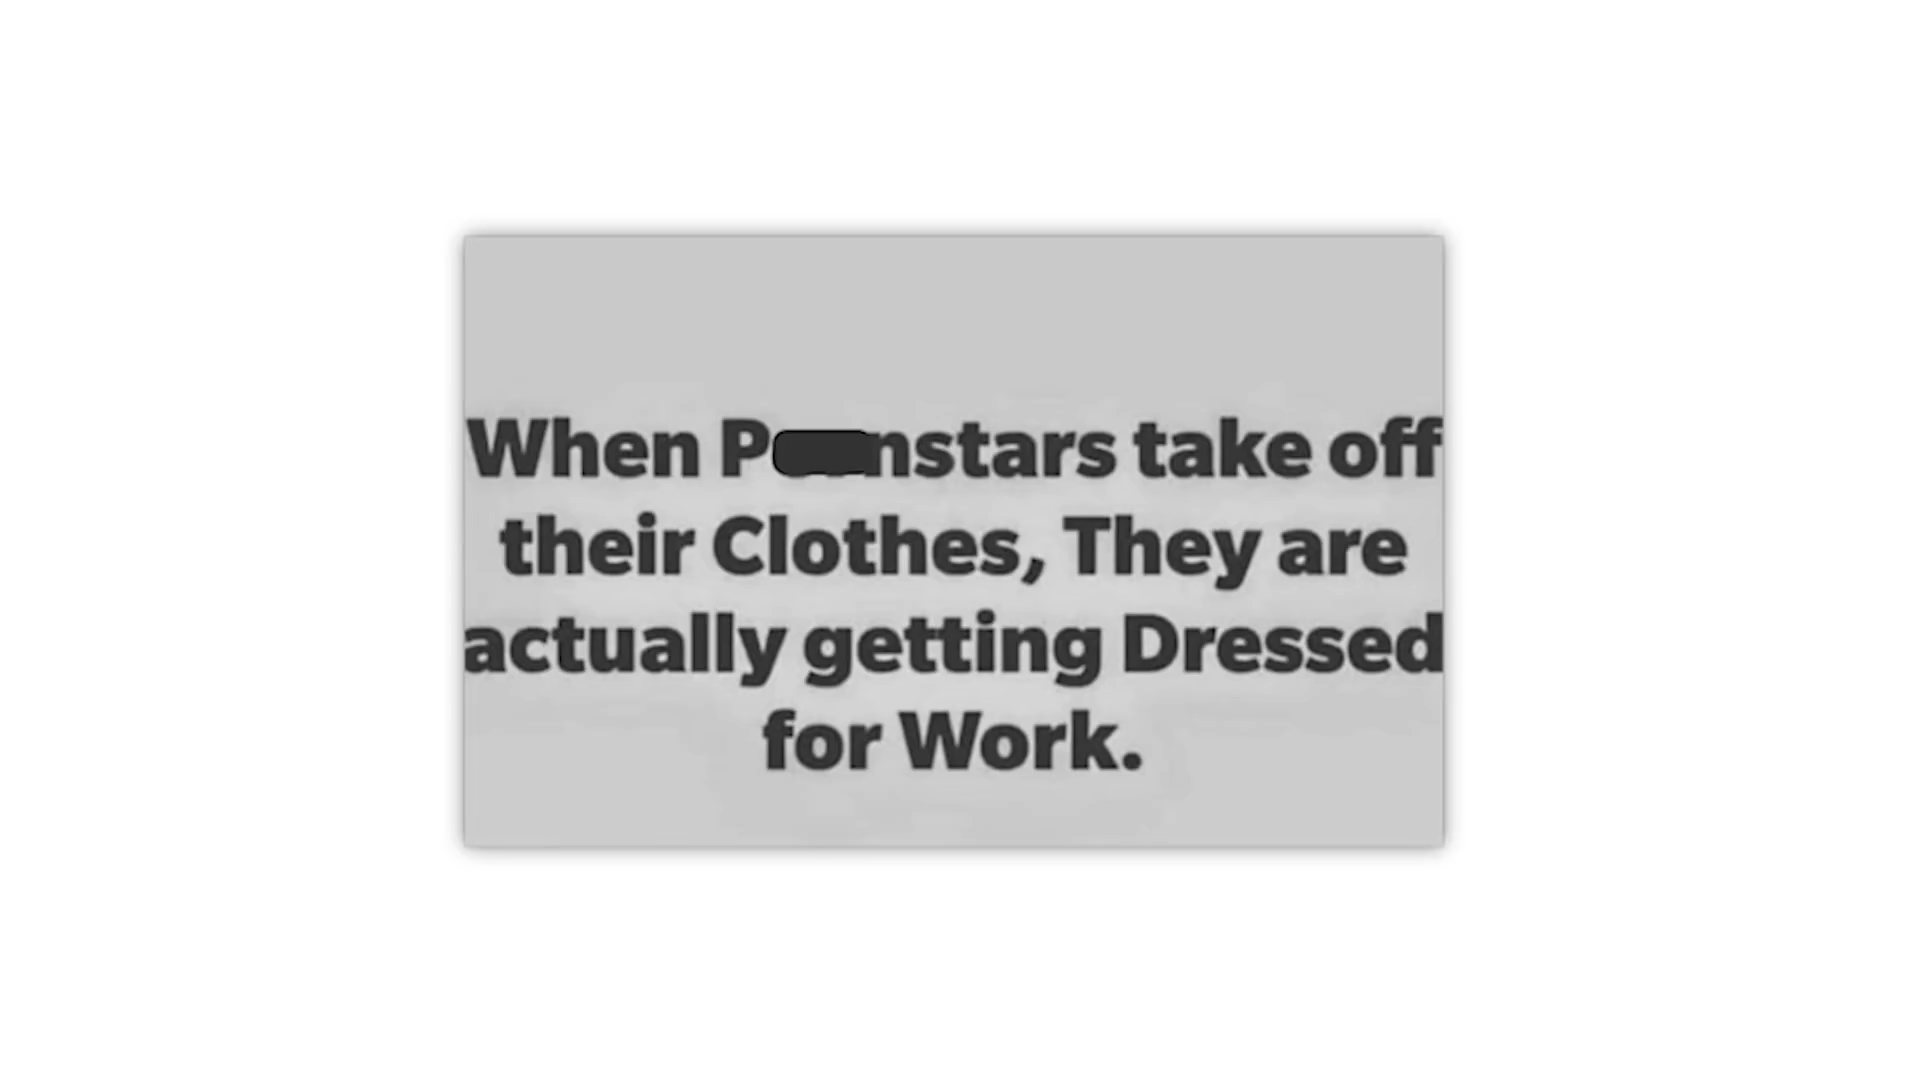 When P nstars take off
their Clothes, They are
actually getting Dressed
for Work.